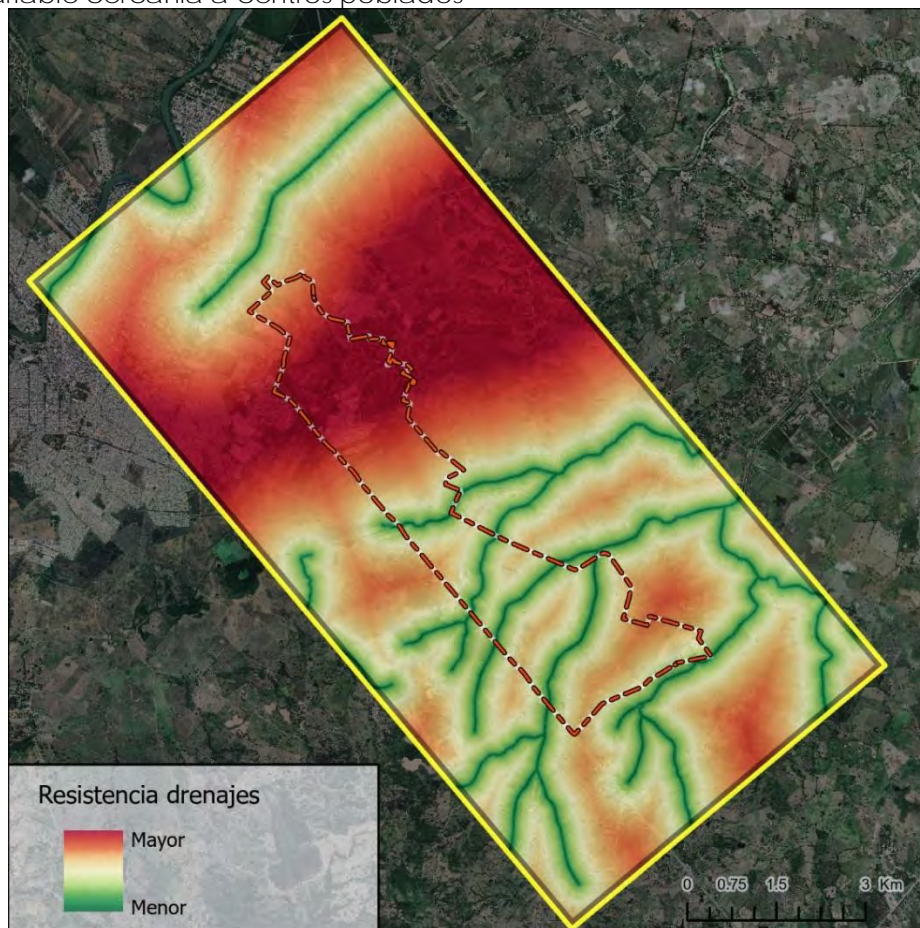 cercanía a centros poblados
Resistencia drenajes
Mayor
Menor
0 0.75 1.5 3 Km